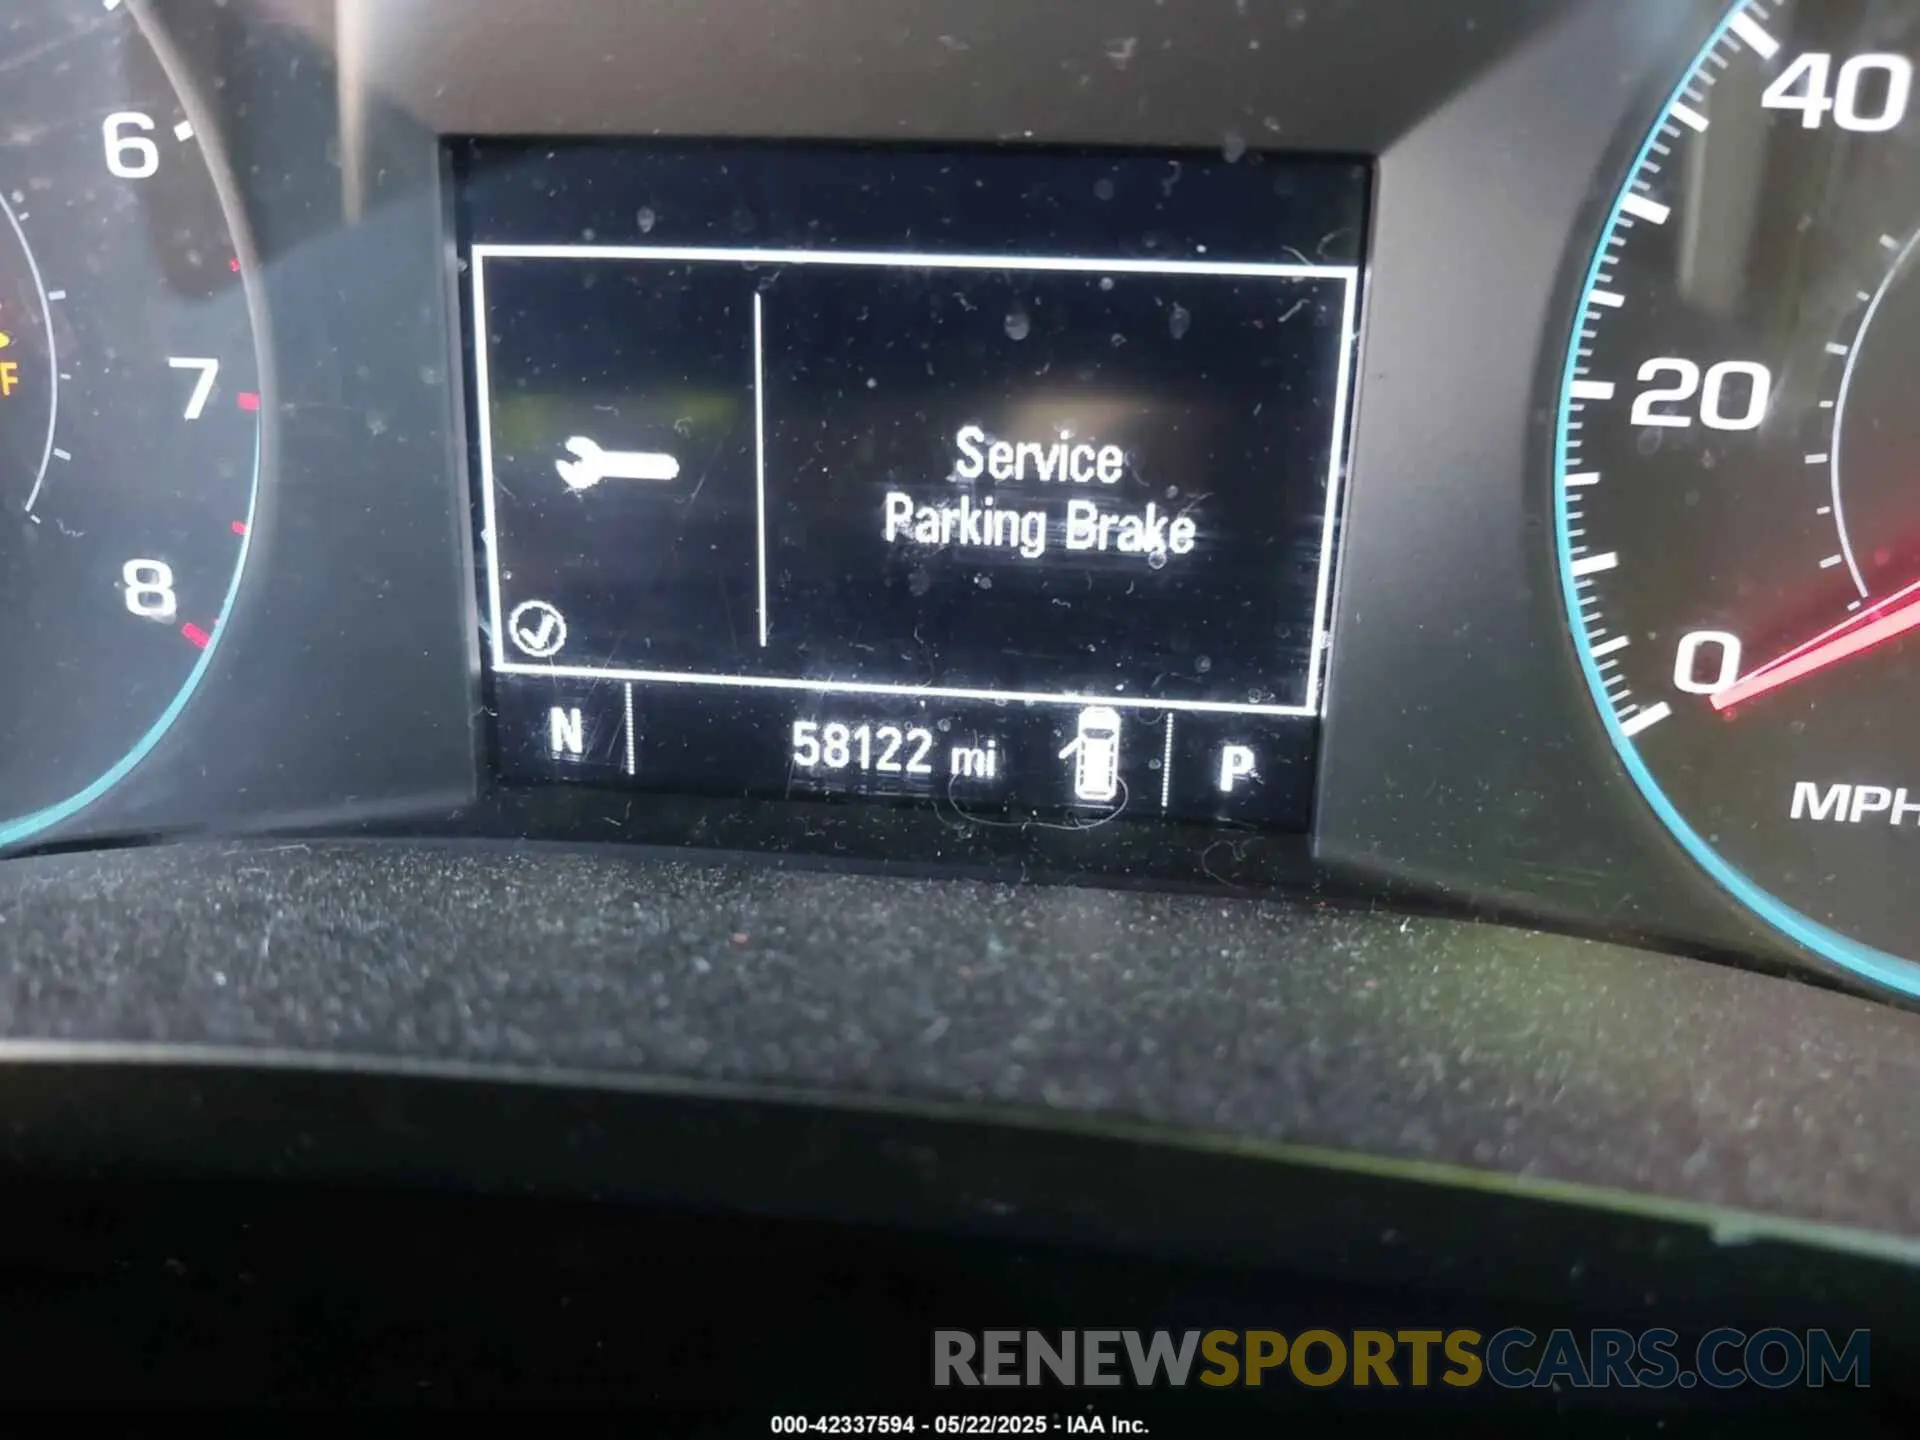 6
7
8
F
Service
Parking Brake
N
58122 mi
P
40
20
0
MPH
RENEWSPORTSCARS.COM
000-42337594 - 05/22/2025 - IAA Inc.